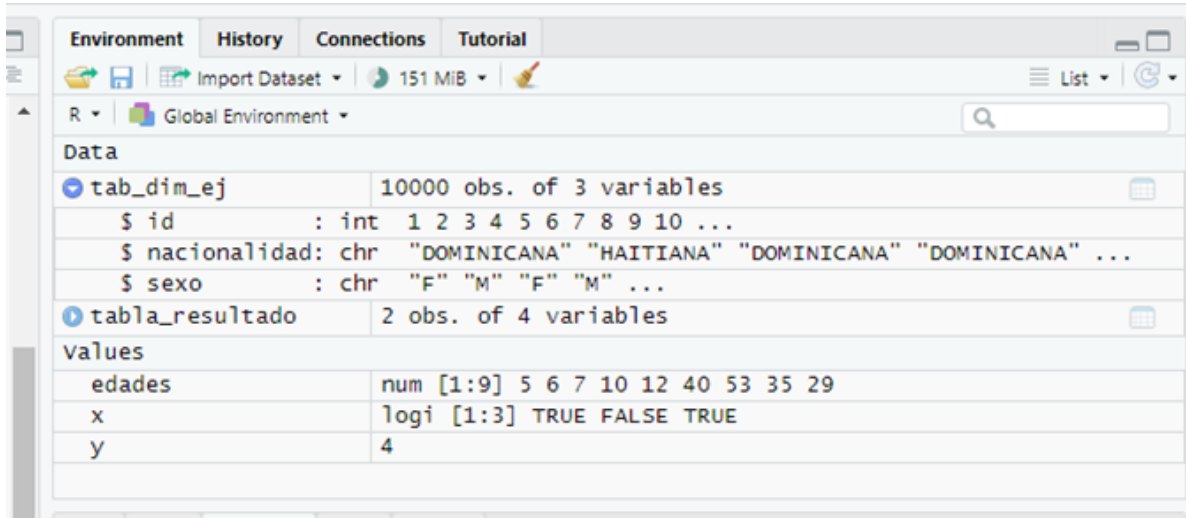 Environment History Connections Tutorial
Import Dataset 151 MiB List
R Global Environment
Data
tab_dim_ej 10000 obs. of 3 variables
$ id : int 1 2 3 4 5 6 7 8 9 10 ...
$ nacionalidad: chr "DOMINICANA" "HAITIANA" "DOMINICANA" "DOMINICANA" ...
$ sexo : chr "F" "M" "F" "M" ...
tabla_resultado 2 obs. of 4 variables
Values
edades num [1:9] 5 6 7 10 12 40 53 35 29
x logi [1:3] TRUE FALSE TRUE
y 4